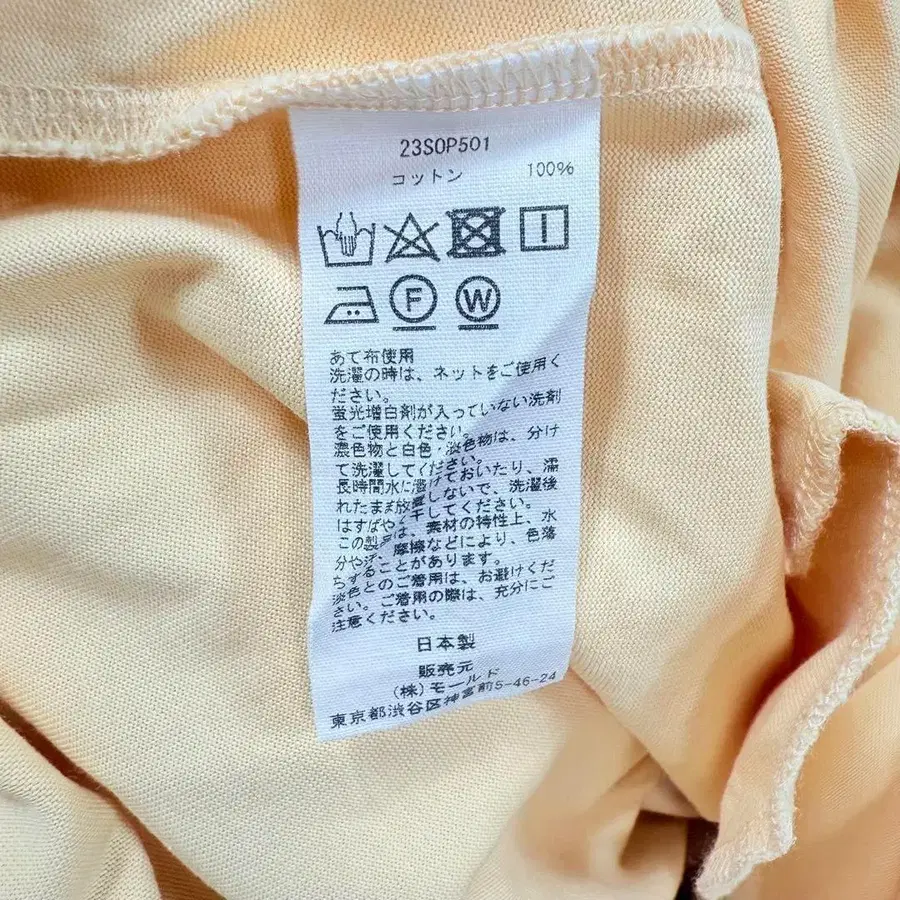 23SOP501
コットン 100%
F W
あて布使用
洗濯の時は、ネットをご使用く
ださい。
蛍光増白剤が入っていない洗剤
をご使用ください。
濃色物と白色・淡色物は、分け
て洗濯してください。
長時間水に漬けておいたり、濡
れたまま放置しないで、洗濯後
はすばやく干してください。
この製品は、素材の特性上、水
分や汗、摩擦などにより、色落
ちすることがあります。
淡色とのご着用は、お避けくだ
さい。ご着用の際は、充分にご
注意ください。
日本製
販売元
(株)モールド
東京都渋谷区神宮前5-46-24